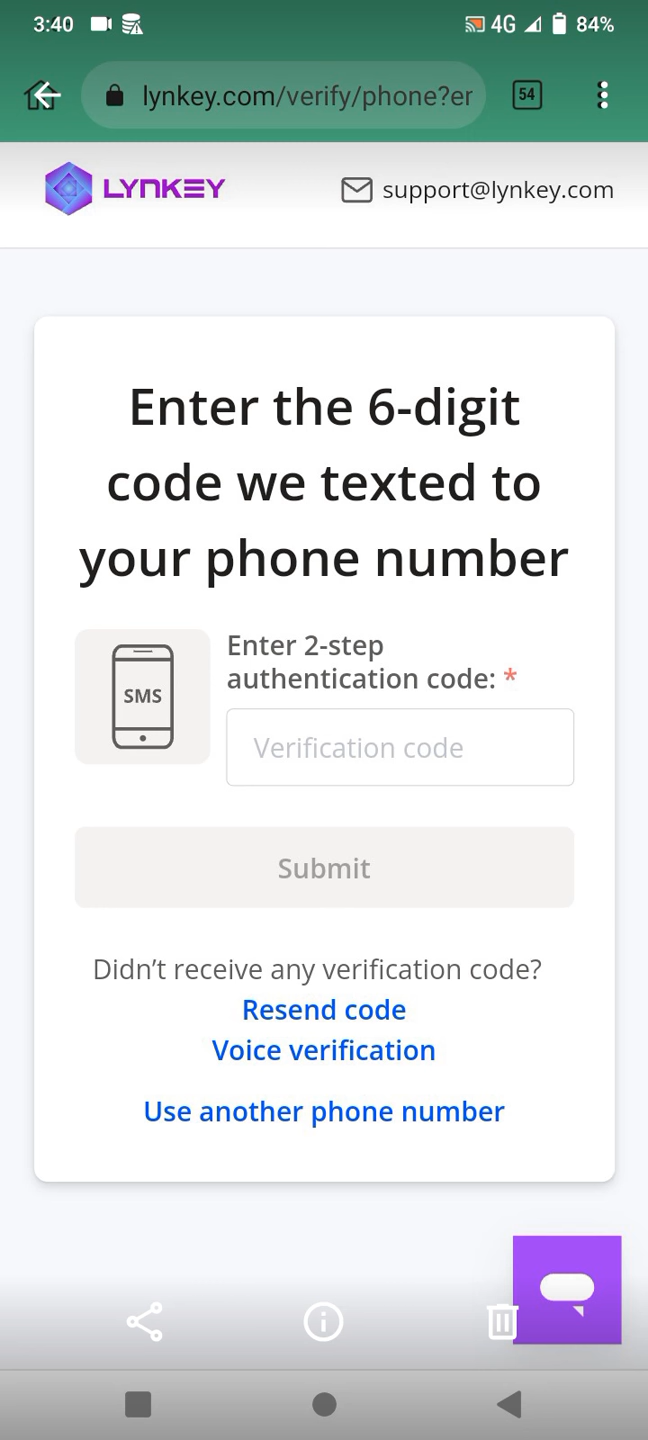 3:40 4G 84%
lynkey.com/verify/phone?er 54
LYNKEY support@lynkey.com
Enter the 6-digit
code we texted to
your phone number
Enter 2-step
authentication code: *
SMS
Verification code
Submit
Didn’t receive any verification code?
Resend code
Voice verification
Use another phone number